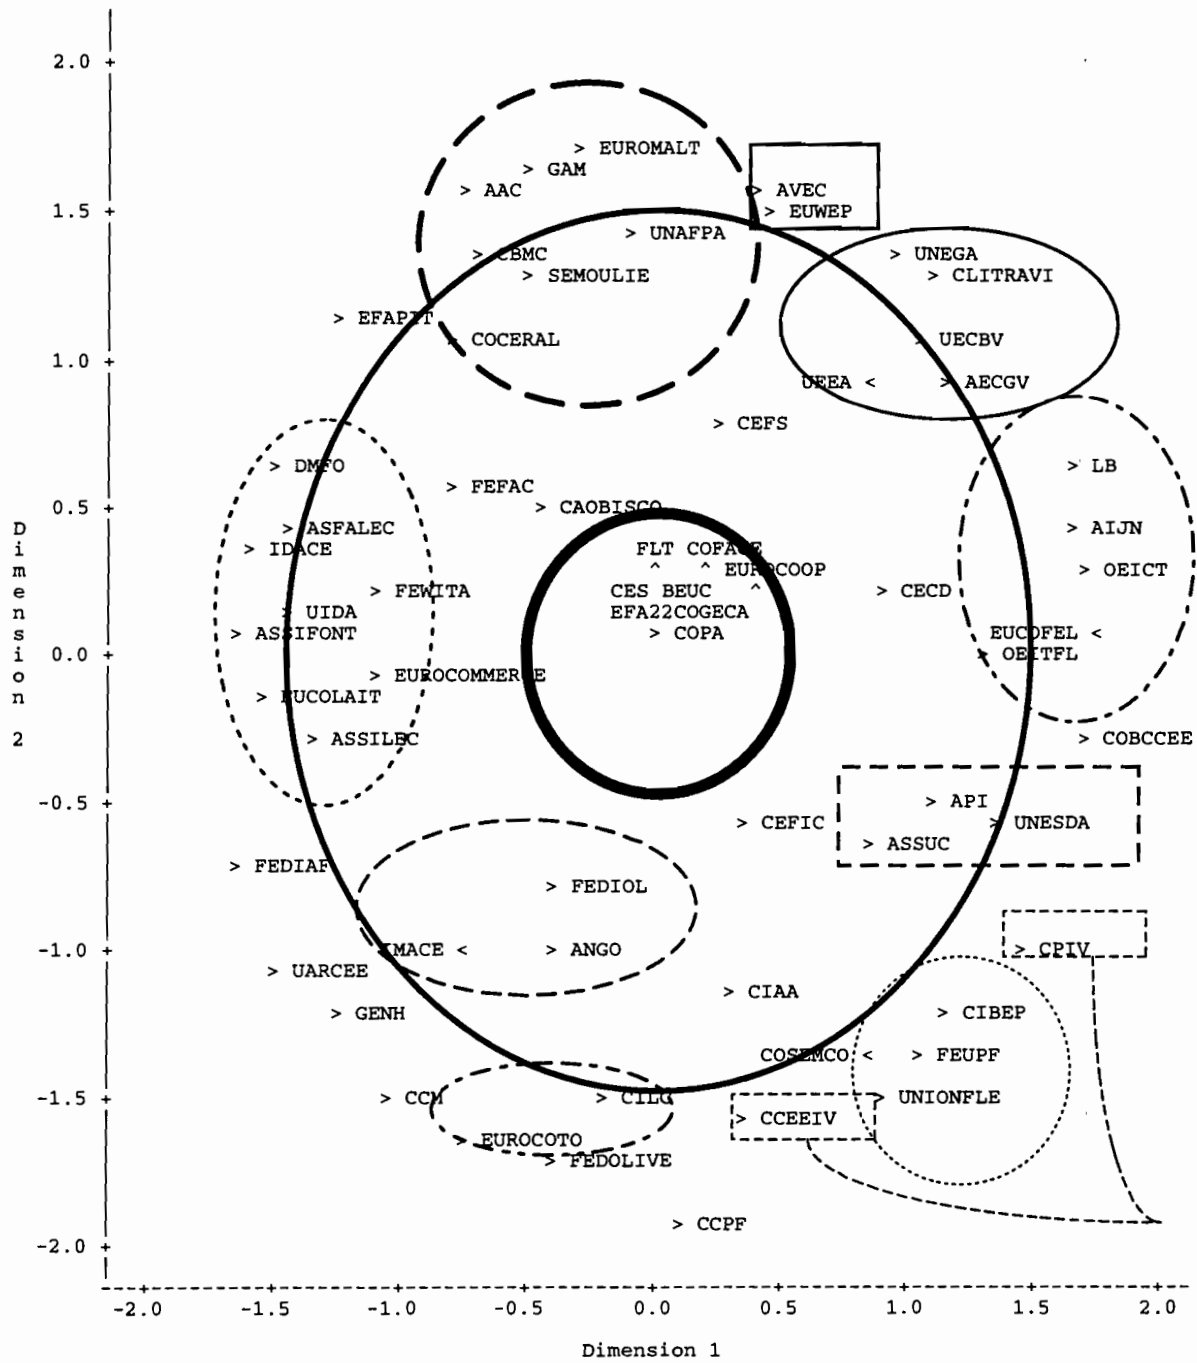 2.0
> EUROMALT
> GAM
> AAC
> AVEC
1.5
> EUWEP
> UNAFPA
> CBMC
> UNEGA
> SEMOULIE
> CLITRAVI
> EFAPIT
> COCERAL
> UECBV
1.0
UEEA <
> AECGV
> CEFS
> DMFO
> LB
> FEFAC
0.5
> CAOBISCO
> ASFALEC
> AIJN
> IDACE
FLT COFACE
^ ^ EUROCOOP
> OEICT
> FEWITA
CES BEUC ^
> CECD
> UIDA
EFA22COGECA
> ASSIFONT
> COPA
EUCOFEL <
0.0
> OEITFL
> EUROCOMMERCE
> EUCOLAIT
> ASSILEC
> COBCCEE
Dimension 2
-0.5
> API
> CEFIC
> UNESDA
> ASSUC
> FEDIAF
> FEDIOL
-1.0
IMACE <
> ANGO
> CPIV
> UARCEE
> CIAA
> GENH
> CIBEP
COSEMCO <
> FEUPF
-1.5
> CCM
> CILC
> UNIONFLE
> CCEEIV
> EUROCOTO
> FEDOLIVE
> CCPF
-2.0
-2.0 -1.5 -1.0 -0.5 0.0 0.5 1.0 1.5 2.0
Dimension 1